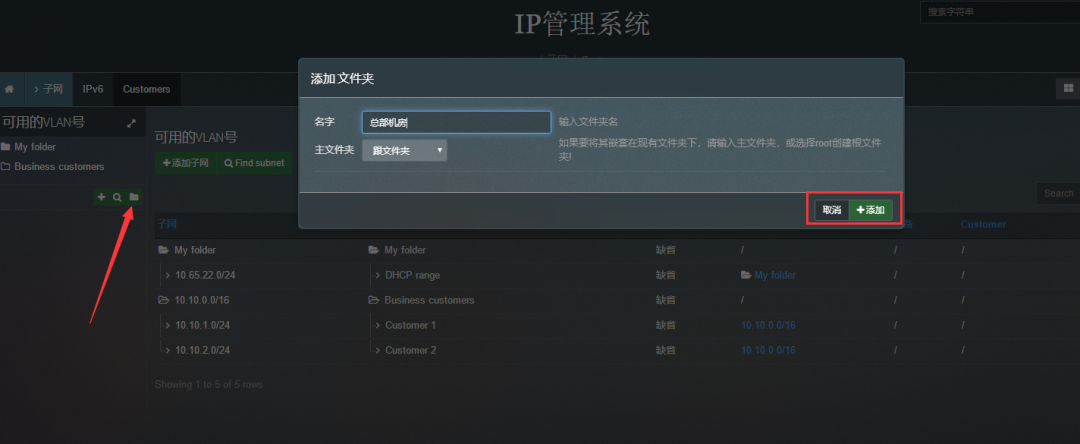 IP管理系统
搜索字符串
子网
IPv6
Customers
可用的VLAN号
My folder
Business customers
可用的VLAN号
添加子网
Find subnet
添加 文件夹
名字
总部机房
输入文件夹名
主文件夹
跟文件夹
如果要将其嵌套在现有文件夹下，请输入主文件夹，或选择root创建根文件夹!
取消
添加
Search
子网
Customer
My folder
My folder
缺省
/
/
/
10.65.22.0/24
DHCP range
缺省
My folder
/
/
10.10.0.0/16
Business customers
缺省
/
/
/
10.10.1.0/24
Customer 1
缺省
10.10.0.0/16
/
/
10.10.2.0/24
Customer 2
缺省
10.10.0.0/16
/
/
Showing 1 to 5 of 5 rows